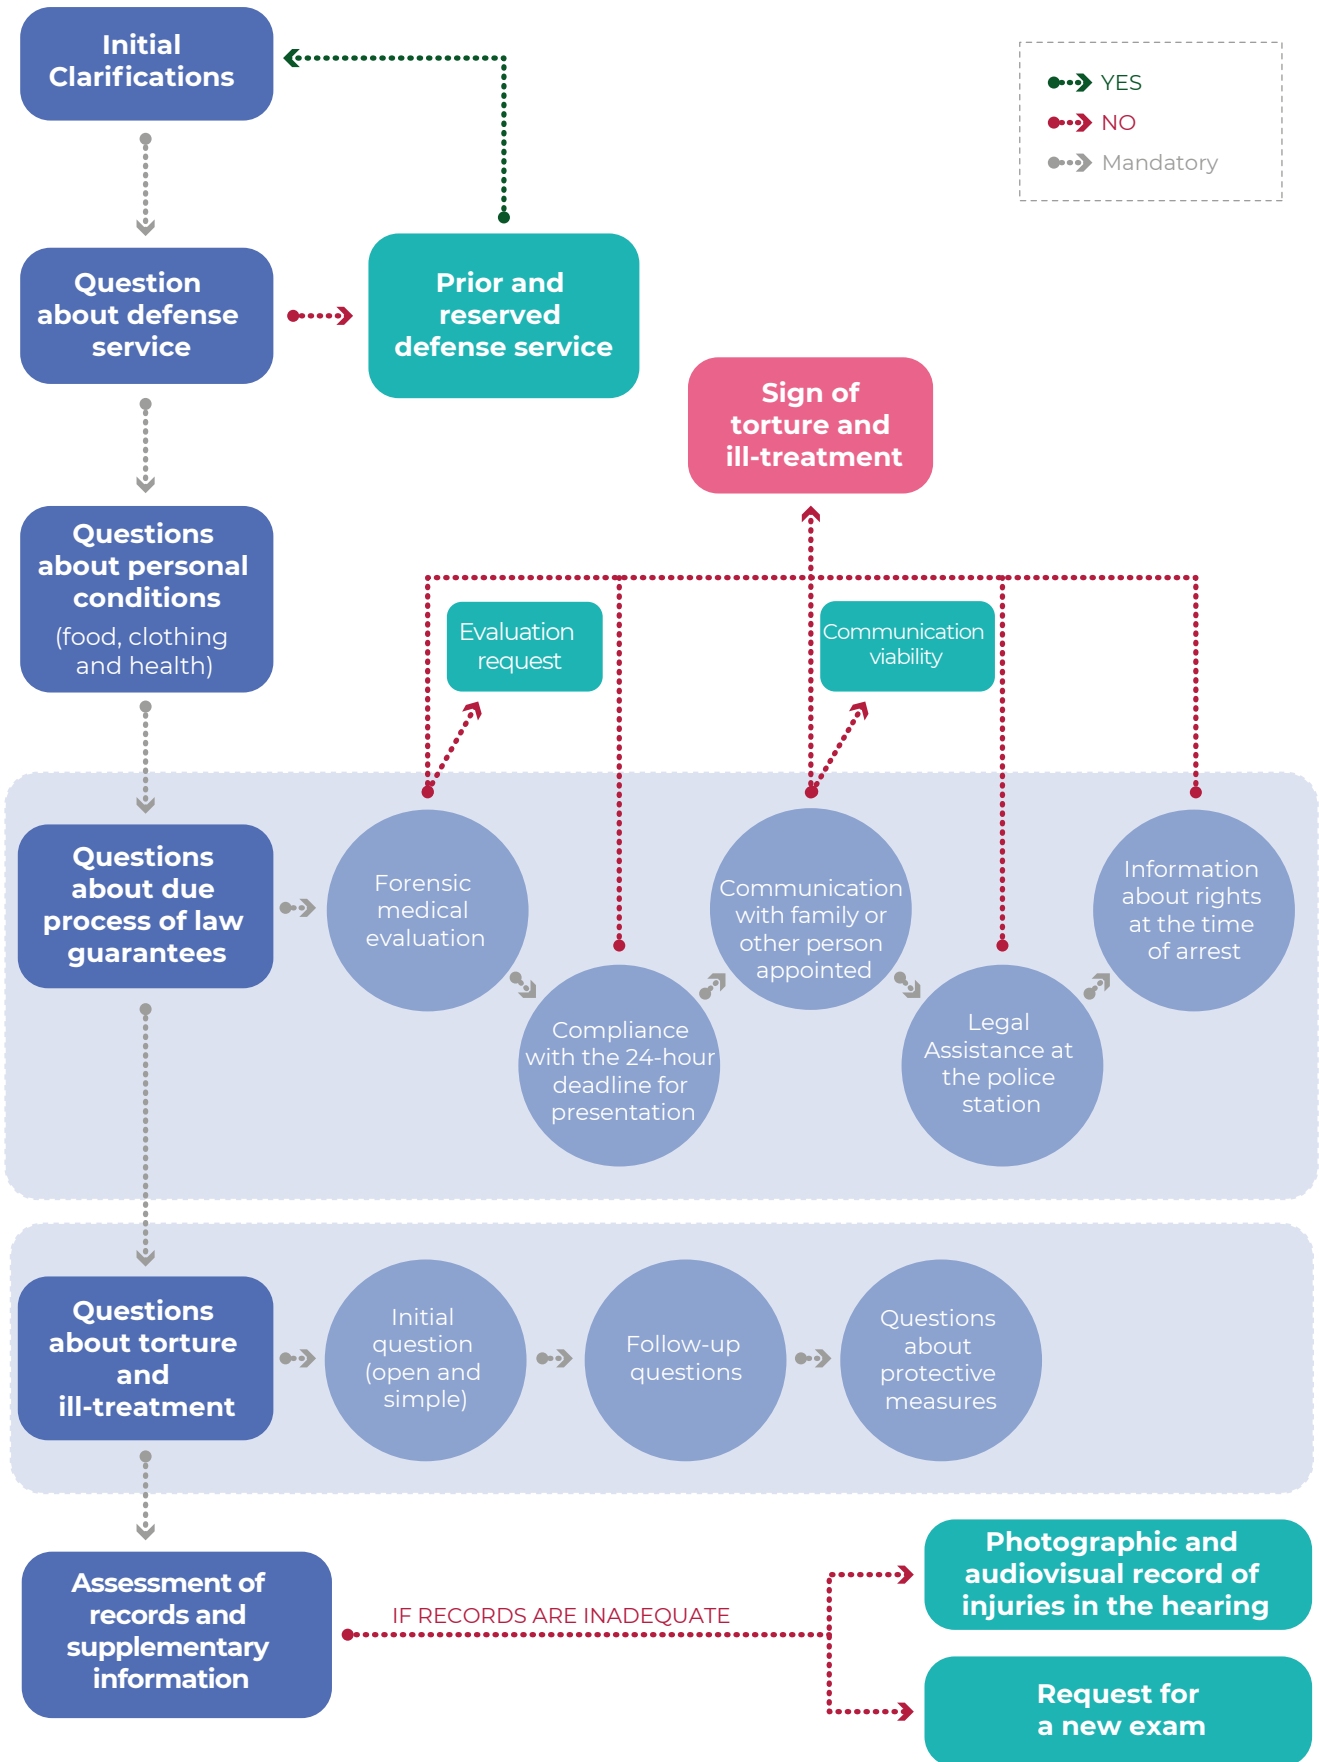 Initial
Clarifications
YES
NO
Mandatory
Question
about defense
service
Prior and
reserved
defense service
Sign of
torture and
ill-treatment
Questions
about personal
conditions
(food, clothing
and health)
Evaluation
request
Communication
viability
Questions
about due
process of law
guarantees
Forensic
medical
evaluation
Compliance
with the 24-hour
deadline for
presentation
Communication
with family or
other person
appointed
Legal
Assistance at
the police
station
Information
about rights
at the time
of arrest
Questions
about torture
and
ill-treatment
Initial
question
(open and
simple)
Follow-up
questions
Questions
about
protective
measures
Assessment of
records and
supplementary
information
IF RECORDS ARE INADEQUATE
Photographic and
audiovisual record of
injuries in the hearing
Request for
a new exam